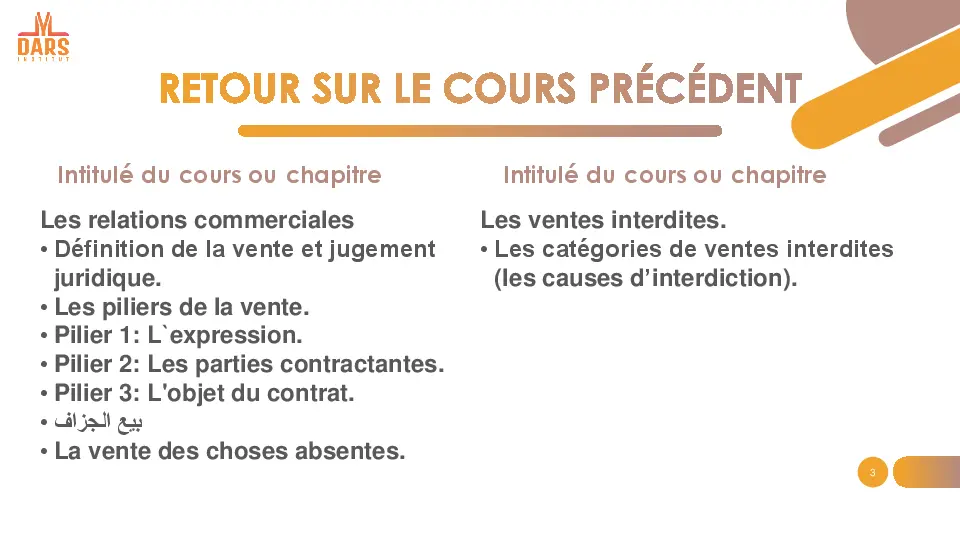 DARS
INSTITUT
RETOUR SUR LE COURS PRÉCÉDENT
Intitulé du cours ou chapitre
Les relations commerciales
• Définition de la vente et jugement
juridique.
• Les piliers de la vente.
• Pilier 1: L`expression.
• Pilier 2: Les parties contractantes.
• Pilier 3: L'objet du contrat.
• بيع الجزاف
• La vente des choses absentes.
Intitulé du cours ou chapitre
Les ventes interdites.
• Les catégories de ventes interdites
(les causes d’interdiction).
3